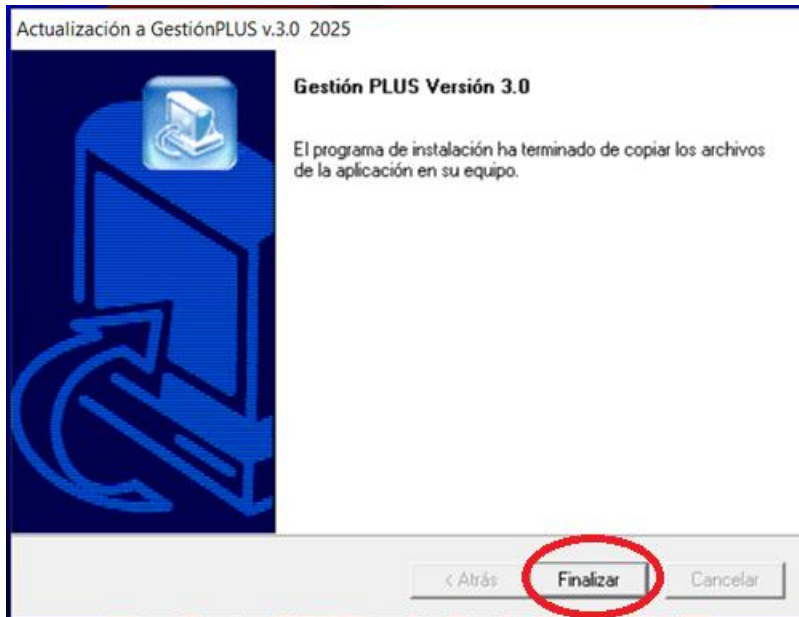 Actualización a GestiónPLUS v.3.0 2025
Gestión PLUS Versión 3.0
El programa de instalación ha terminado de copiar los archivos
de la aplicación en su equipo.
< Atrás Finalizar Cancelar